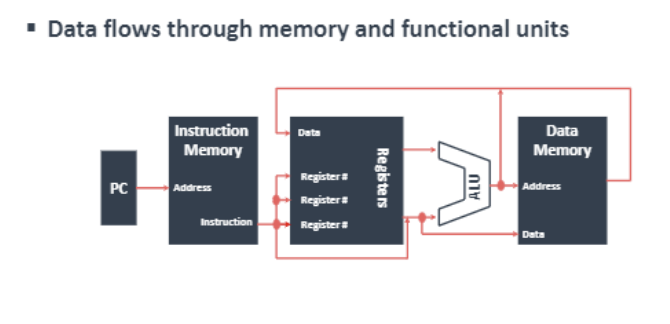 ▪ Data flows through memory and functional units
PC
Instruction
Memory
Address
Instruction
Data
Register #
Register #
Register #
Registers
ALU
Data
Memory
Address
Data